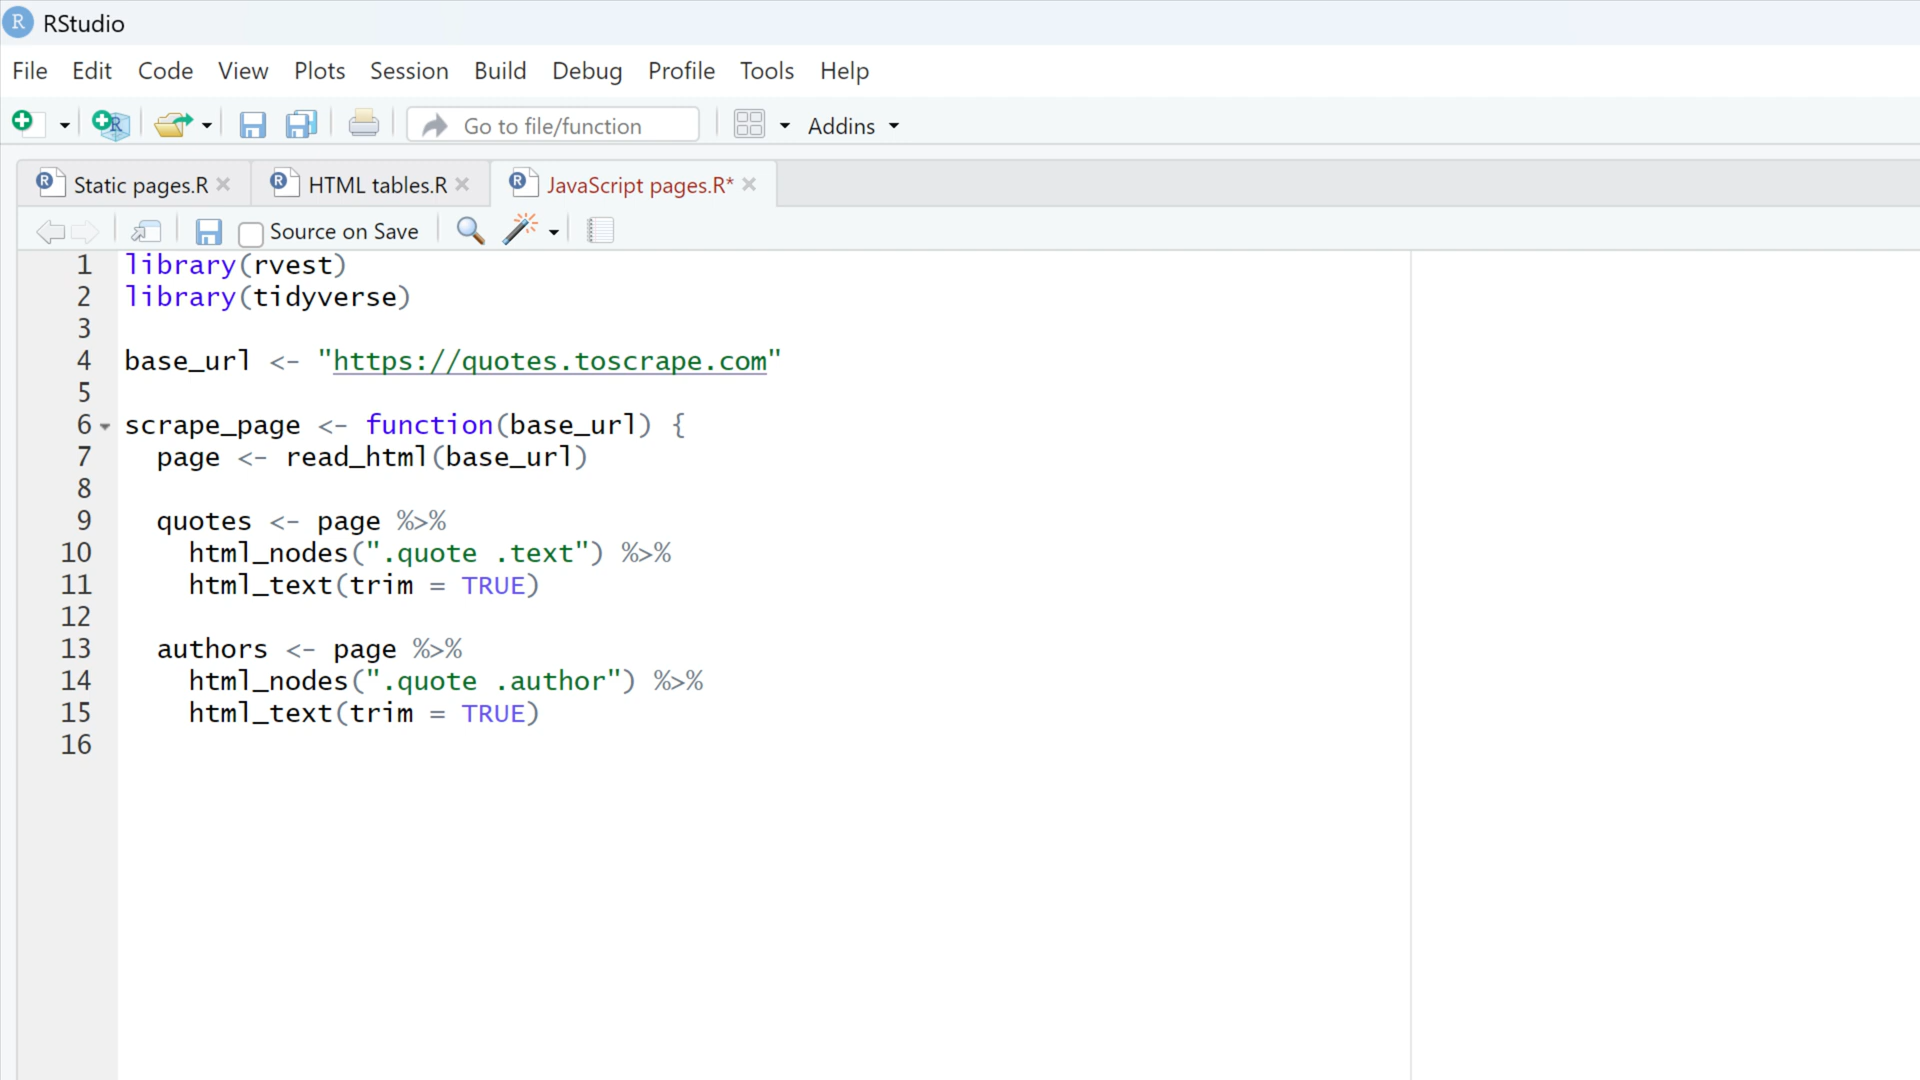 R RStudio
File Edit Code View Plots Session Build Debug Profile Tools Help
R Go to file/function Addins
R Static pages.R R HTML tables.R R JavaScript pages.R*
Source on Save
1 library(rvest)
2 library(tidyverse)
3
4 base_url <- "https://quotes.toscrape.com"
5
6 scrape_page <- function(base_url) {
7   page <- read_html(base_url)
8
9   quotes <- page %>%
10     html_nodes(".quote .text") %>%
11     html_text(trim = TRUE)
12
13   authors <- page %>%
14     html_nodes(".quote .author") %>%
15     html_text(trim = TRUE)
16